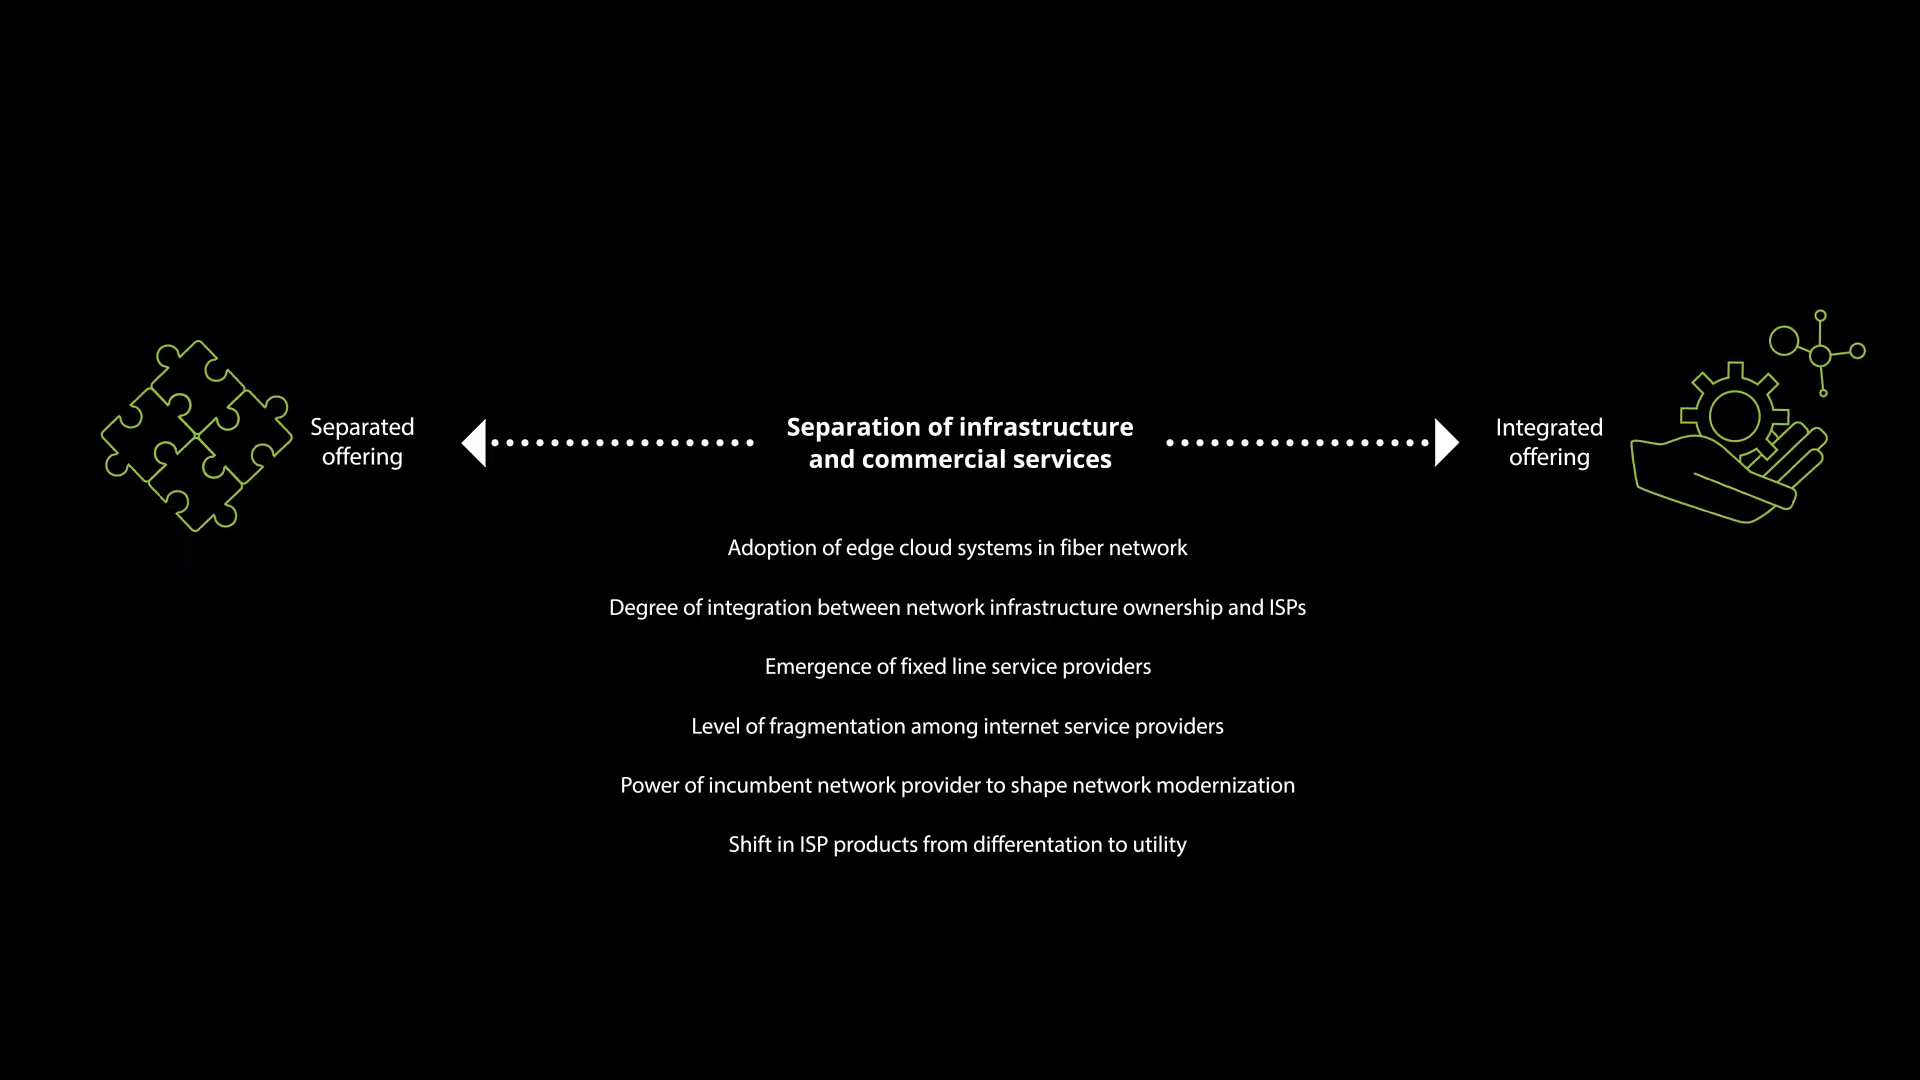 Separated
offering
Separation of infrastructure
and commercial services
Integrated
offering
Adoption of edge cloud systems in fiber network
Degree of integration between network infrastructure ownership and ISPs
Emergence of fixed line service providers
Level of fragmentation among internet service providers
Power of incumbent network provider to shape network modernization
Shift in ISP products from differentation to utility